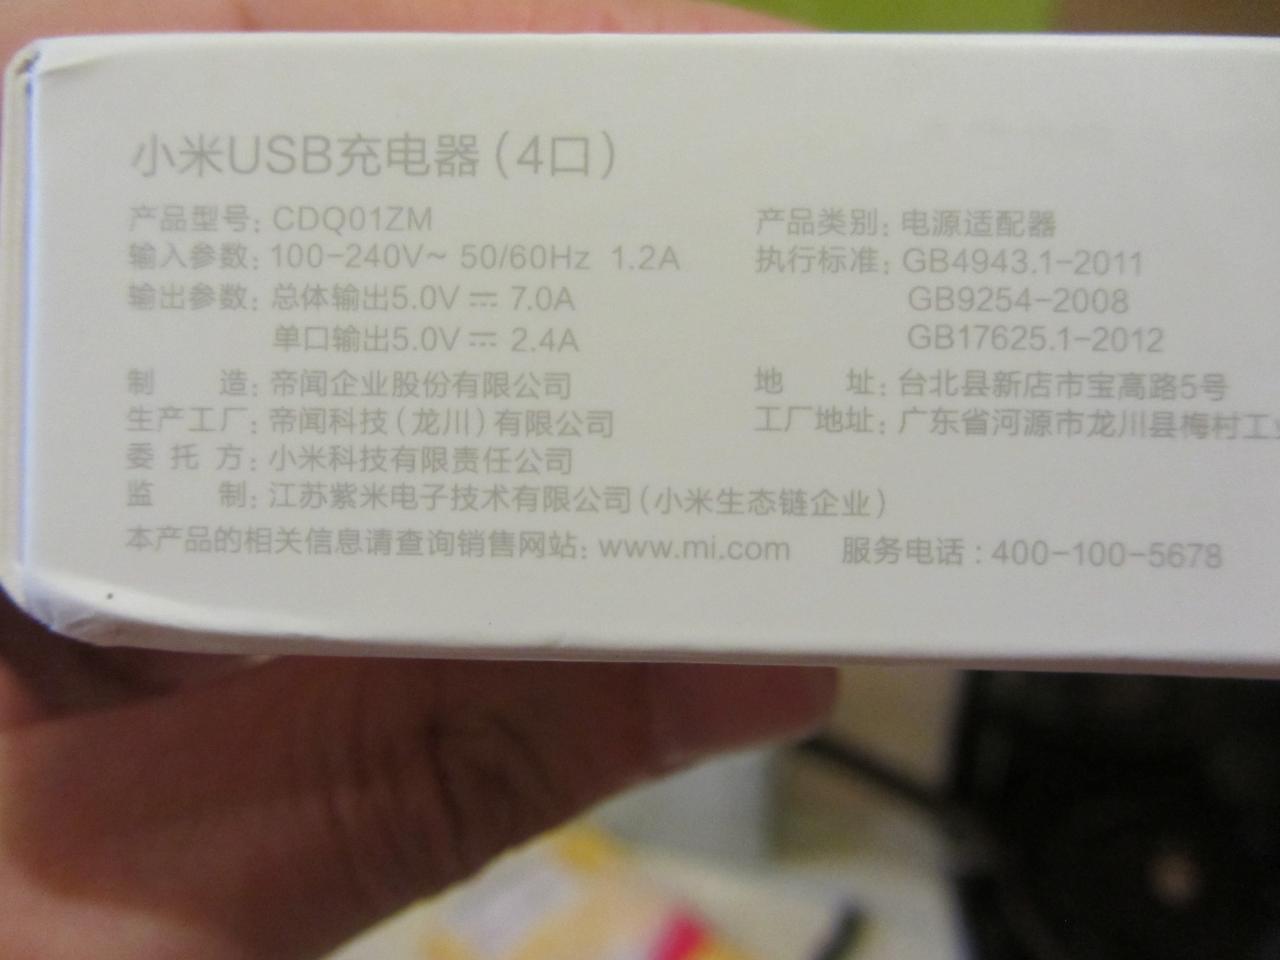 小米USB充电器(4口)
产品型号: CDQ01ZM
输入参数: 100-240V~ 50/60Hz 1.2A
输出参数: 总体输出5.0V⎓7.0A
单口输出5.0V⎓2.4A
制 造: 帝闻企业股份有限公司
生产工厂: 帝闻科技(龙川)有限公司
委托方: 小米科技有限责任公司
监 制: 江苏紫米电子技术有限公司(小米生态链企业)
产品类别: 电源适配器
执行标准: GB4943.1-2011
GB9254-2008
GB17625.1-2012
地 址: 台北县新店市宝高路5号
工厂地址: 广东省河源市龙川县梅村工
本产品的相关信息请查询销售网站: www.mi.com 服务电话: 400-100-5678